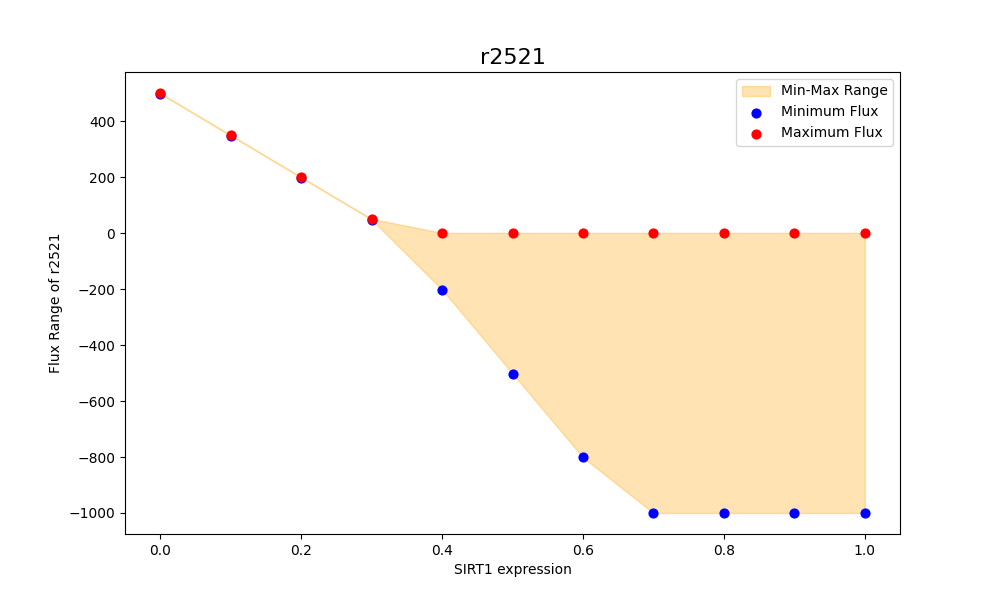 r2521
Min-Max Range
Minimum Flux
Maximum Flux
Flux Range of r2521
400
200
0
−200
−400
−600
−800
−1000
0.0 0.2 0.4 0.6 0.8 1.0
SIRT1 expression